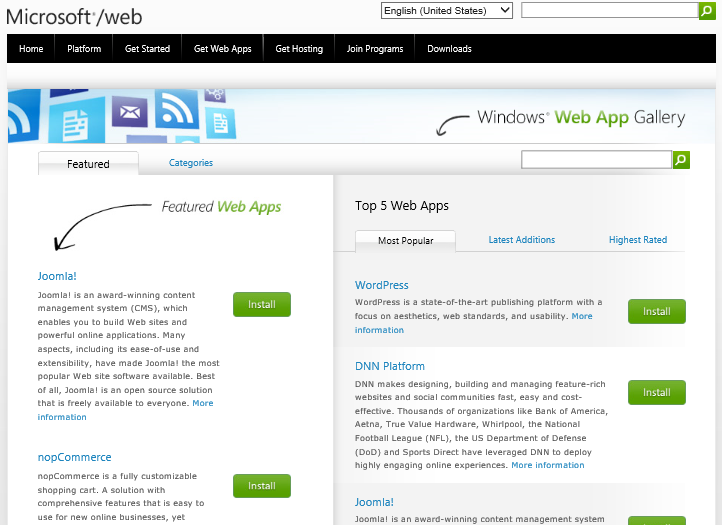 Microsoft®/web
English (United States)
Home Platform Get Started Get Web Apps Get Hosting Join Programs Downloads
Windows® Web App Gallery
Featured Categories
Featured Web Apps
Joomla!
Install
Joomla! is an award-winning content
management system (CMS), which
enables you to build Web sites and
powerful online applications. Many
aspects, including its ease-of-use and
extensibility, have made Joomla! the most
popular Web site software available. Best
of all, Joomla! is an open source solution
that is freely available to everyone. More
information
nopCommerce
Install
nopCommerce is a fully customizable
shopping cart. A solution with
comprehensive features that is easy to
use for new online businesses, yet
Top 5 Web Apps
Most Popular Latest Additions Highest Rated
WordPress
Install
WordPress is a state-of-the-art publishing platform with a
focus on aesthetics, web standards, and usability. More
information
DNN Platform
Install
DNN makes designing, building and managing feature-rich
websites and social communities fast, easy and cost-
effective. Thousands of organizations like Bank of America,
Aetna, True Value Hardware, Whirlpool, the National
Football League (NFL), the US Department of Defense
(DoD) and Sports Direct have leveraged DNN to deploy
highly engaging online experiences. More information
Joomla!
Install
Joomla! is an award-winning content management system